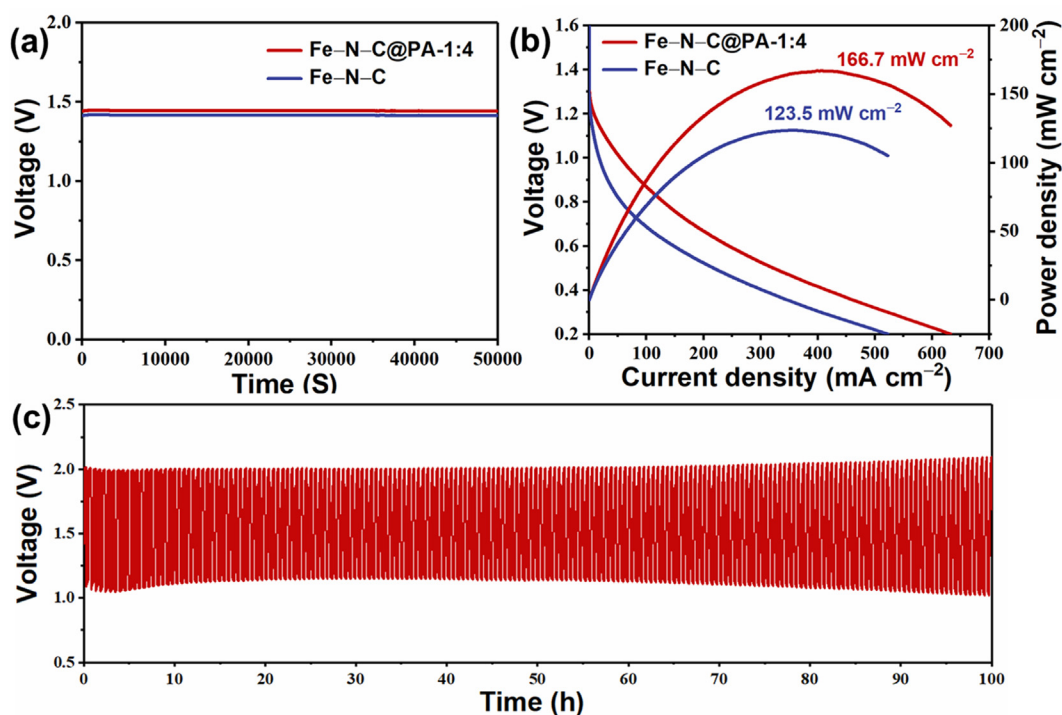 (a)
2.0
1.5
1.0
0.5
0.0
Voltage (V)
Fe–N–C@PA-1:4
Fe–N–C
0 10000 20000 30000 40000 50000
Time (S)
(b)
1.6
1.4
1.2
1.0
0.8
0.6
0.4
0.2
Voltage (V)
Fe–N–C@PA-1:4
Fe–N–C
166.7 mW cm⁻²
123.5 mW cm⁻²
200
150
100
50
0
Power density (mW cm⁻²)
0 100 200 300 400 500 600 700
Current density (mA cm⁻²)
(c)
2.5
2.0
1.5
1.0
0.5
Voltage (V)
0 10 20 30 40 50 60 70 80 90 100
Time (h)